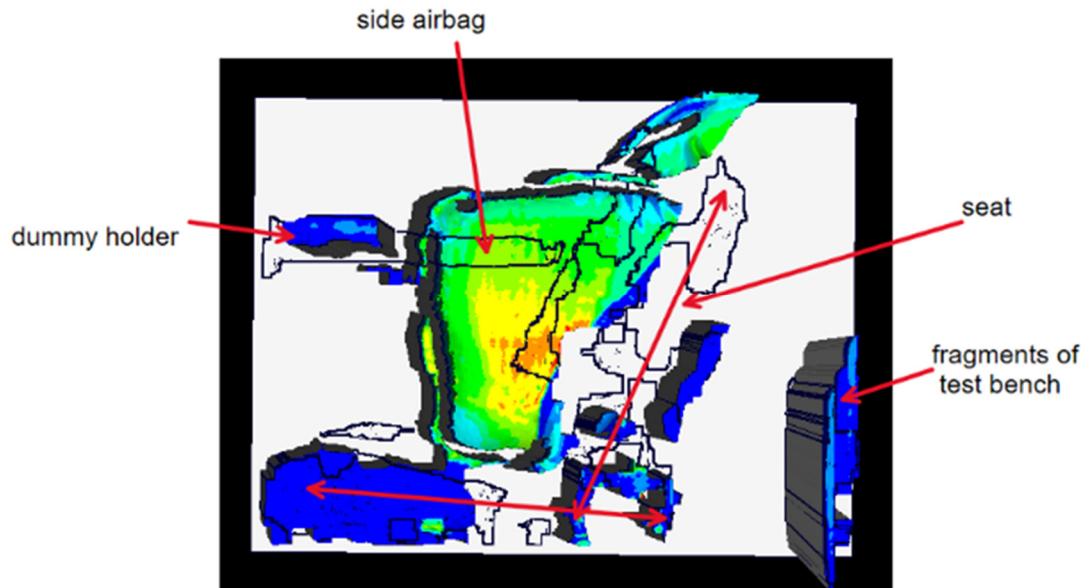 side airbag
dummy holder
seat
fragments of
test bench